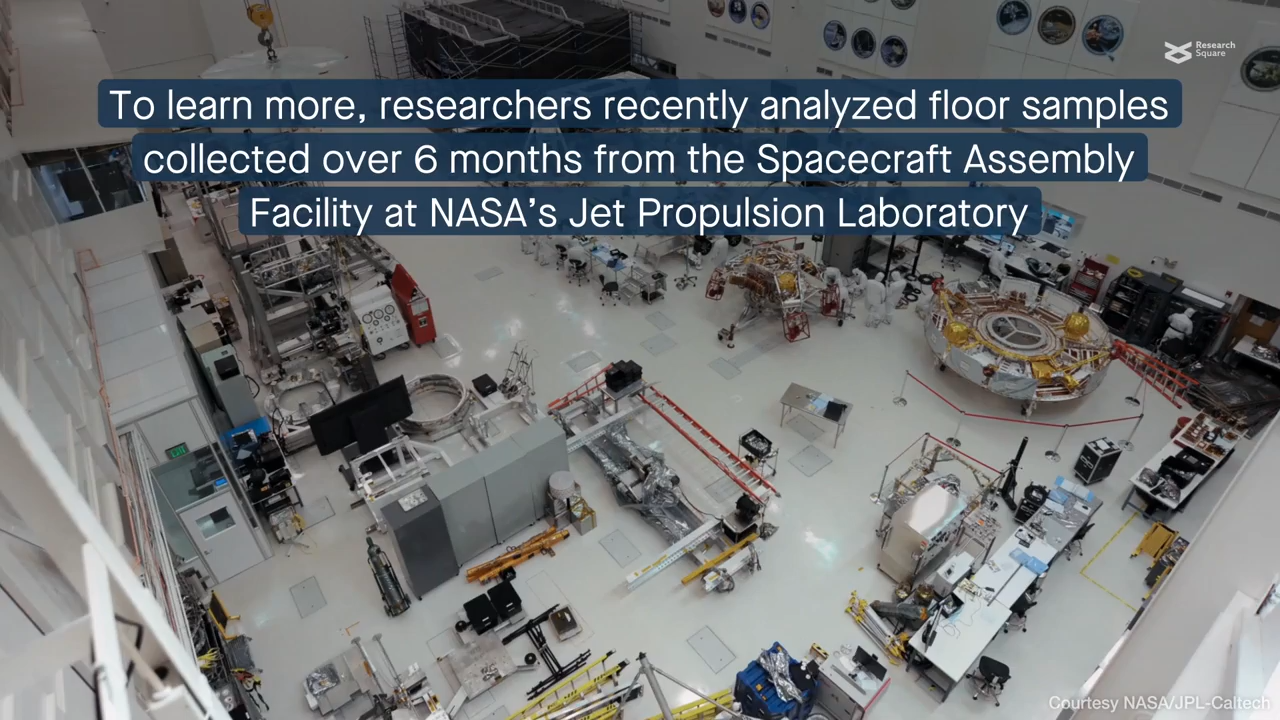 Research
Square
To learn more, researchers recently analyzed floor samples
collected over 6 months from the Spacecraft Assembly
Facility at NASA's Jet Propulsion Laboratory
Courtesy NASA/JPL-Caltech